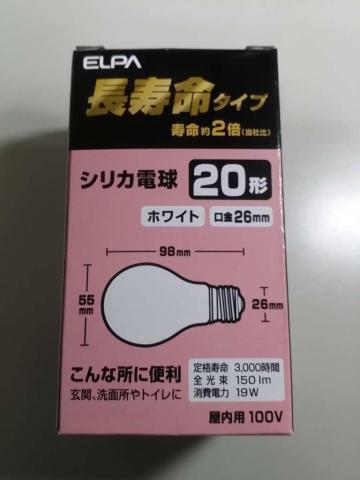 ELPA
長寿命タイプ
寿命約2倍(当社比)
シリカ電球 20形
ホワイト 口金26mm
98mm
55mm
26mm
こんな所に便利
玄関、洗面所やトイレに
定格寿命 3,000時間
全光束 150lm
消費電力 19W
屋内用 100V